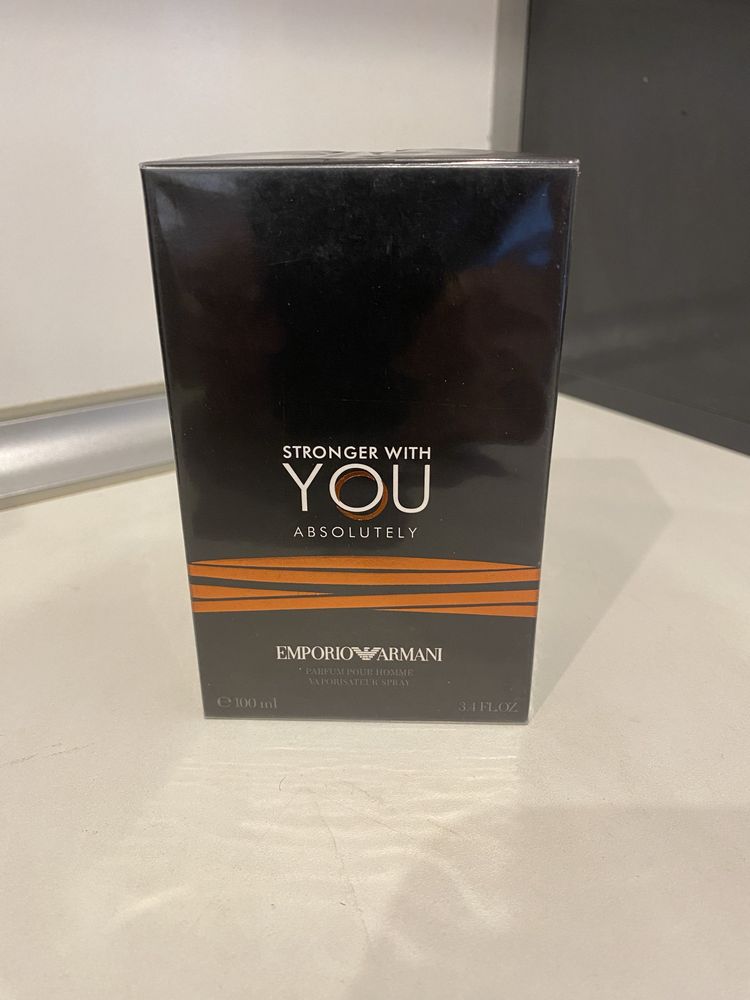 STRONGER WITH
YOU
ABSOLUTELY
EMPORIO ARMANI
PARFUM POUR HOMME
VAPORISATEUR SPRAY
℮ 100 ml
3.4 FL.OZ